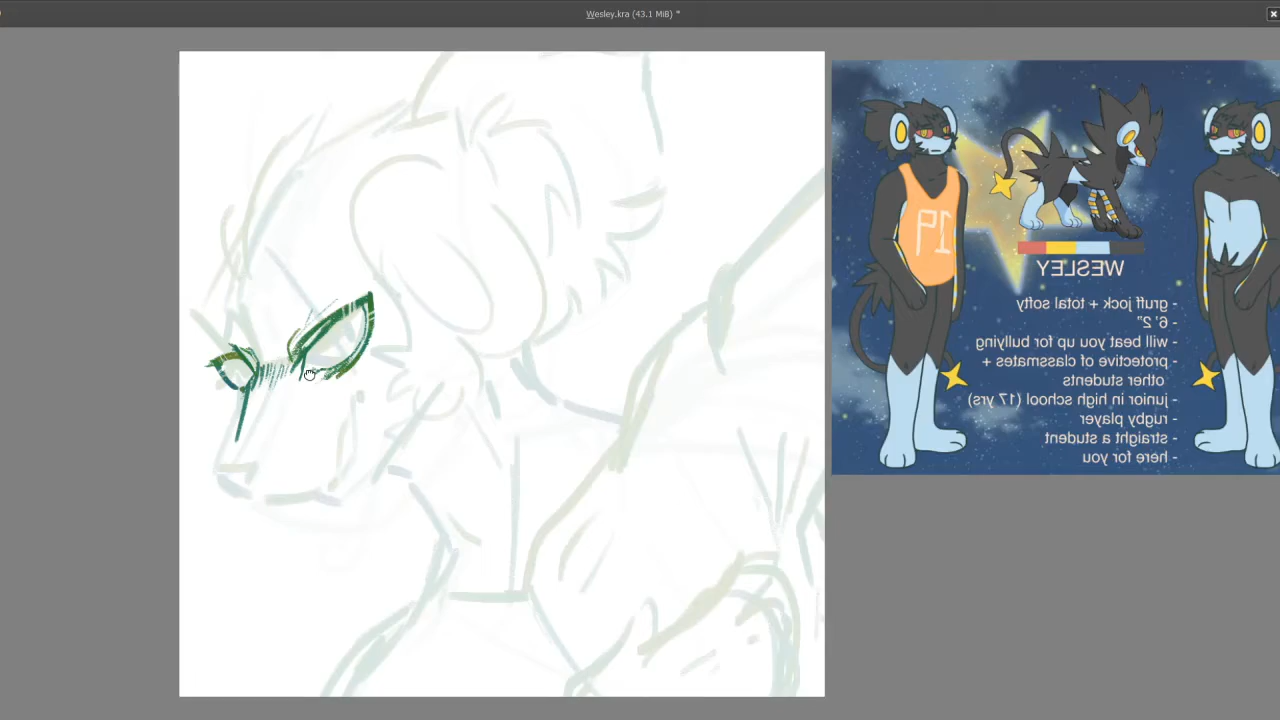 Wesley.kra (43.1 MiB) *
19
WESLEY
- gruff jock + total softy
- 6' 2"
- will beat you up for bullying
- protective of classmates +
other students
- junior in high school (17 yrs)
- rugby player
- straight a student
- here for you